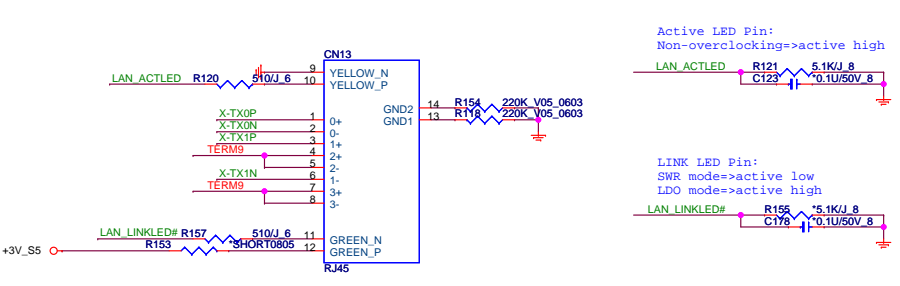 Active LED Pin:
Non-overclocking=>active high
CN13
LAN_ACTLED
R120
510/J_6
9
10
YELLOW_N
YELLOW_P
LAN_ACTLED
R121
5.1K/J_8
C123
*0.1U/50V_8
X-TX0P
X-TX0N
X-TX1P
TERM9
X-TX1N
TERM9
1
2
3
4
5
6
7
8
0+
0-
1+
2+
2-
1-
3+
3-
GND2
GND1
14
13
R154
220K_V05_0603
R118
220K_V05_0603
LINK LED Pin:
SWR mode=>active low
LDO mode=>active high
LAN_LINKLED#
R155
*5.1K/J_8
C178
*0.1U/50V_8
LAN_LINKLED#
R157
510/J_6
11
GREEN_N
+3V_S5
R153
*SHORT0805
12
GREEN_P
RJ45